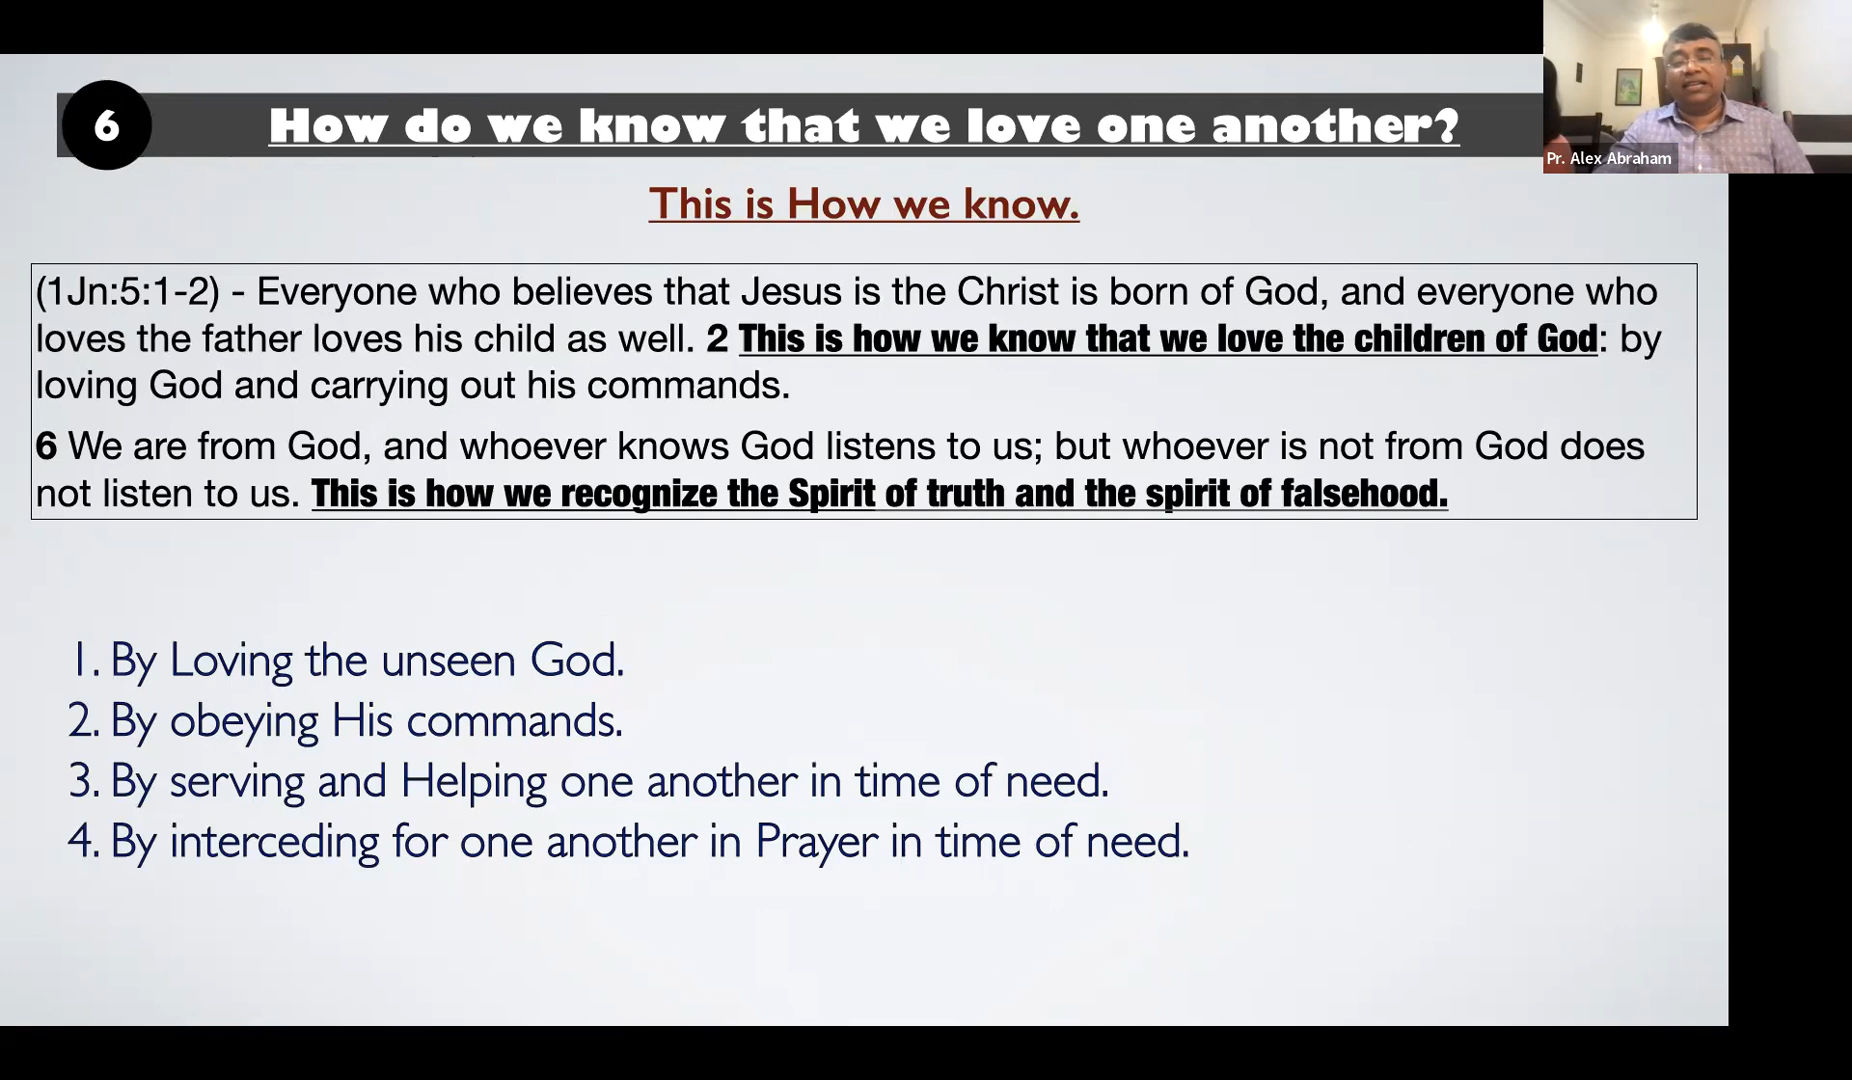 6
How do we know that we love one another?
Pr. Alex Abraham
This is How we know.
(1Jn:5:1-2) - Everyone who believes that Jesus is the Christ is born of God, and everyone who
loves the father loves his child as well. 2 This is how we know that we love the children of God: by
loving God and carrying out his commands.
6 We are from God, and whoever knows God listens to us; but whoever is not from God does
not listen to us. This is how we recognize the Spirit of truth and the spirit of falsehood.
1. By Loving the unseen God.
2. By obeying His commands.
3. By serving and Helping one another in time of need.
4. By interceding for one another in Prayer in time of need.